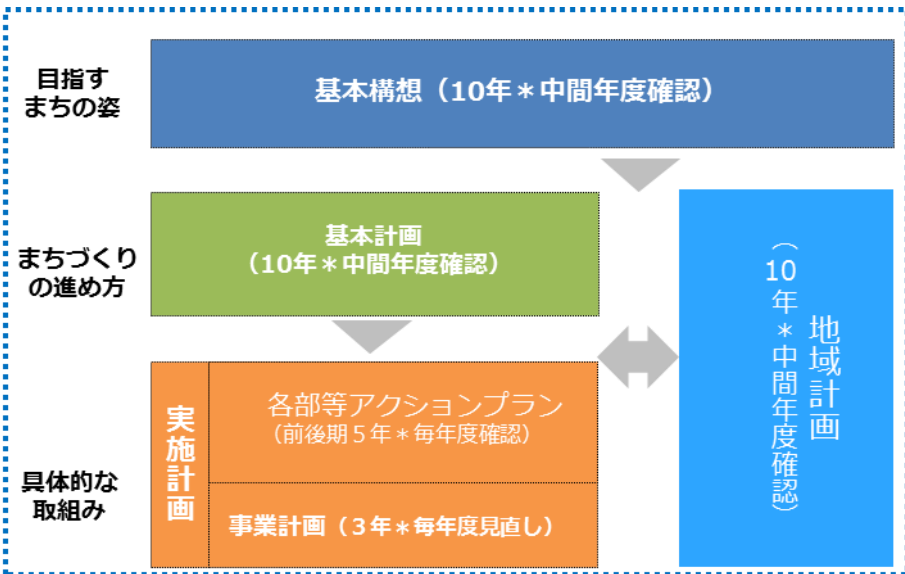 目指す
まちの姿
基本構想（10年＊中間年度確認）
まちづくり
の進め方
基本計画
（10年＊中間年度確認）
具体的な
取組み
実施計画
各部等アクションプラン
（前後期５年＊毎年度確認）
事業計画（３年＊毎年度見直し）
地域計画
（10年＊中間年度確認）